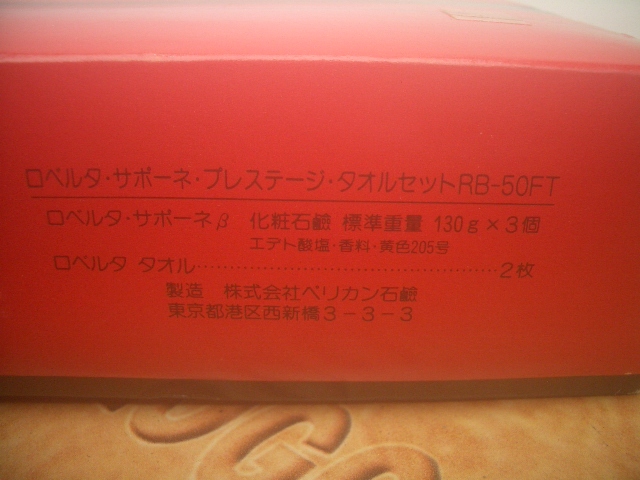 ロベルタ・サポーネ・プレステージ・タオルセットRB-50FT
ロベルタ・サポーネβ 化粧石鹸 標準重量 130g×3個
エデト酸塩・香料・黄色205号
ロベルタ タオル……………………………………2枚
製造 株式会社ペリカン石鹸
東京都港区西新橋3-3-3